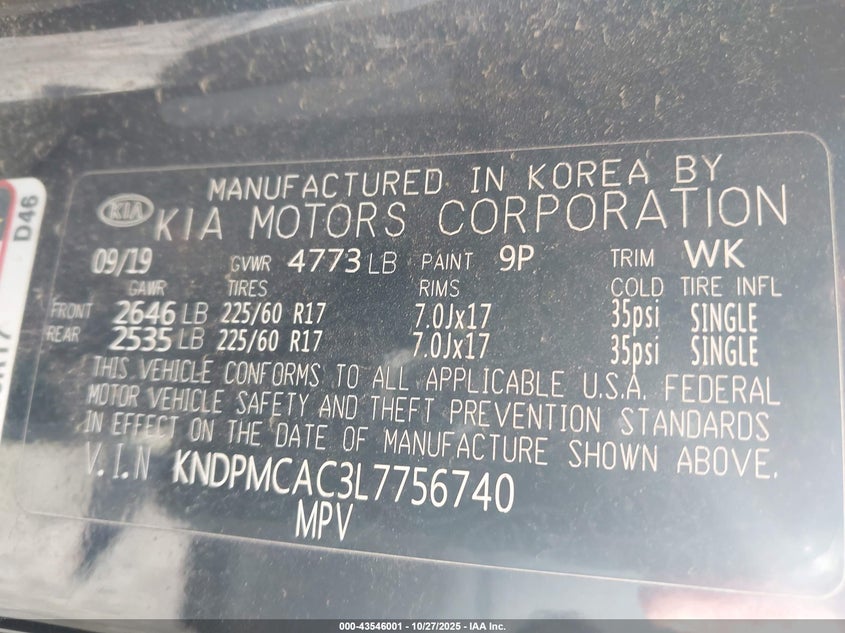 MANUFACTURED IN KOREA BY
KIA KIA MOTORS CORPORATION
09/19 GVWR 4773 LB PAINT 9P TRIM WK
GAWR TIRES RIMS COLD TIRE INFL
FRONT 2646 LB 225/60 R17 7.0Jx17 35psi SINGLE
REAR 2535 LB 225/60 R17 7.0Jx17 35psi SINGLE
THIS VEHICLE CONFORMS TO ALL APPLICABLE U.S.A. FEDERAL
MOTOR VEHICLE SAFETY AND THEFT PREVENTION STANDARDS
IN EFFECT ON THE DATE OF MANUFACTURE SHOWN ABOVE.
V.I.N KNDPMCAC3L7756740
MPV
D46
000-43546001 - 10/27/2025 - IAA Inc.